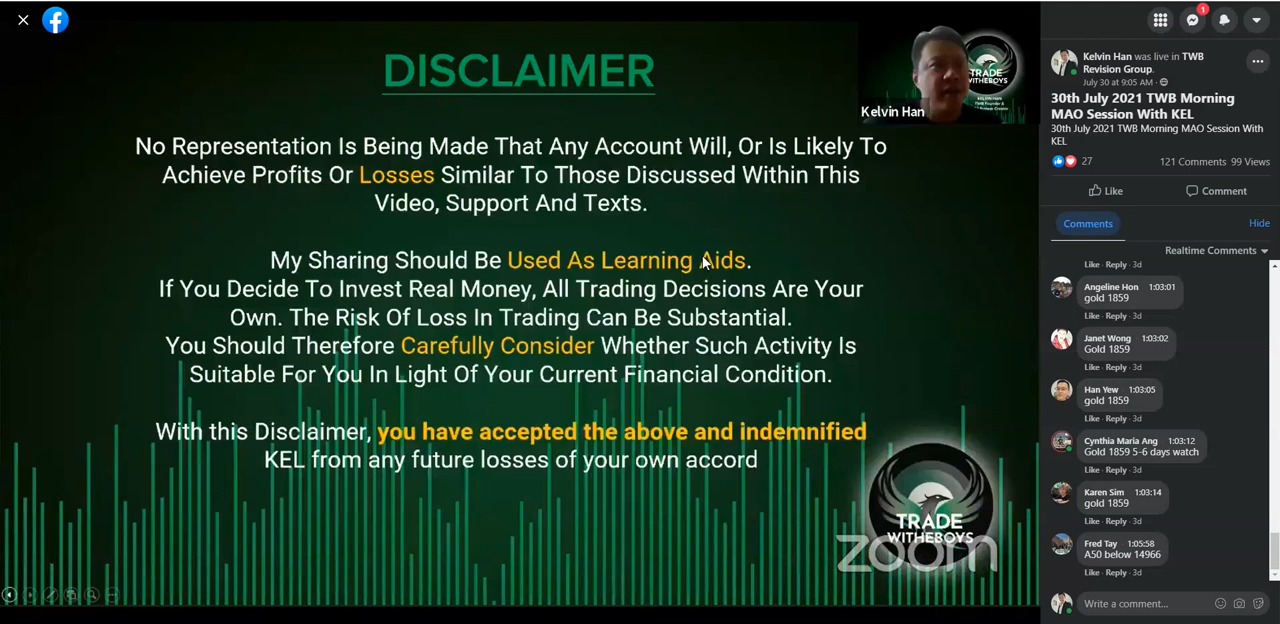 DISCLAIMER
No Representation Is Being Made That Any Account Will, Or Is Likely To
Achieve Profits Or Losses Similar To Those Discussed Within This
Video, Support And Texts.
My Sharing Should Be Used As Learning Aids.
If You Decide To Invest Real Money, All Trading Decisions Are Your
Own. The Risk Of Loss In Trading Can Be Substantial.
You Should Therefore Carefully Consider Whether Such Activity Is
Suitable For You In Light Of Your Current Financial Condition.
With this Disclaimer, you have accepted the above and indemnified
KEL from any future losses of your own accord
TRADE
WITHEBOYS
zoom
TRADE
WITHEBOYS
KELVIN HAN
Kelvin Han
1
Kelvin Han was live in TWB
Revision Group.
July 30 at 9:05 AM ·
30th July 2021 TWB Morning
MAO Session With KEL
30th July 2021 TWB Morning MAO Session With
KEL
27
121 Comments 99 Views
Like
Comment
Comments
Hide
Realtime Comments
Like · Reply · 3d
Angeline Hon 1:03:01
gold 1859
Like · Reply · 3d
Janet Wong 1:03:02
Gold 1859
Like · Reply · 3d
Han Yew 1:03:05
gold 1859
Like · Reply · 3d
Cynthia Maria Ang 1:03:12
Gold 1859 5-6 days watch
Like · Reply · 3d
Karen Sim 1:03:14
gold 1859
Like · Reply · 3d
Fred Tay 1:05:58
A50 below 14966
Like · Reply · 3d
Write a comment...